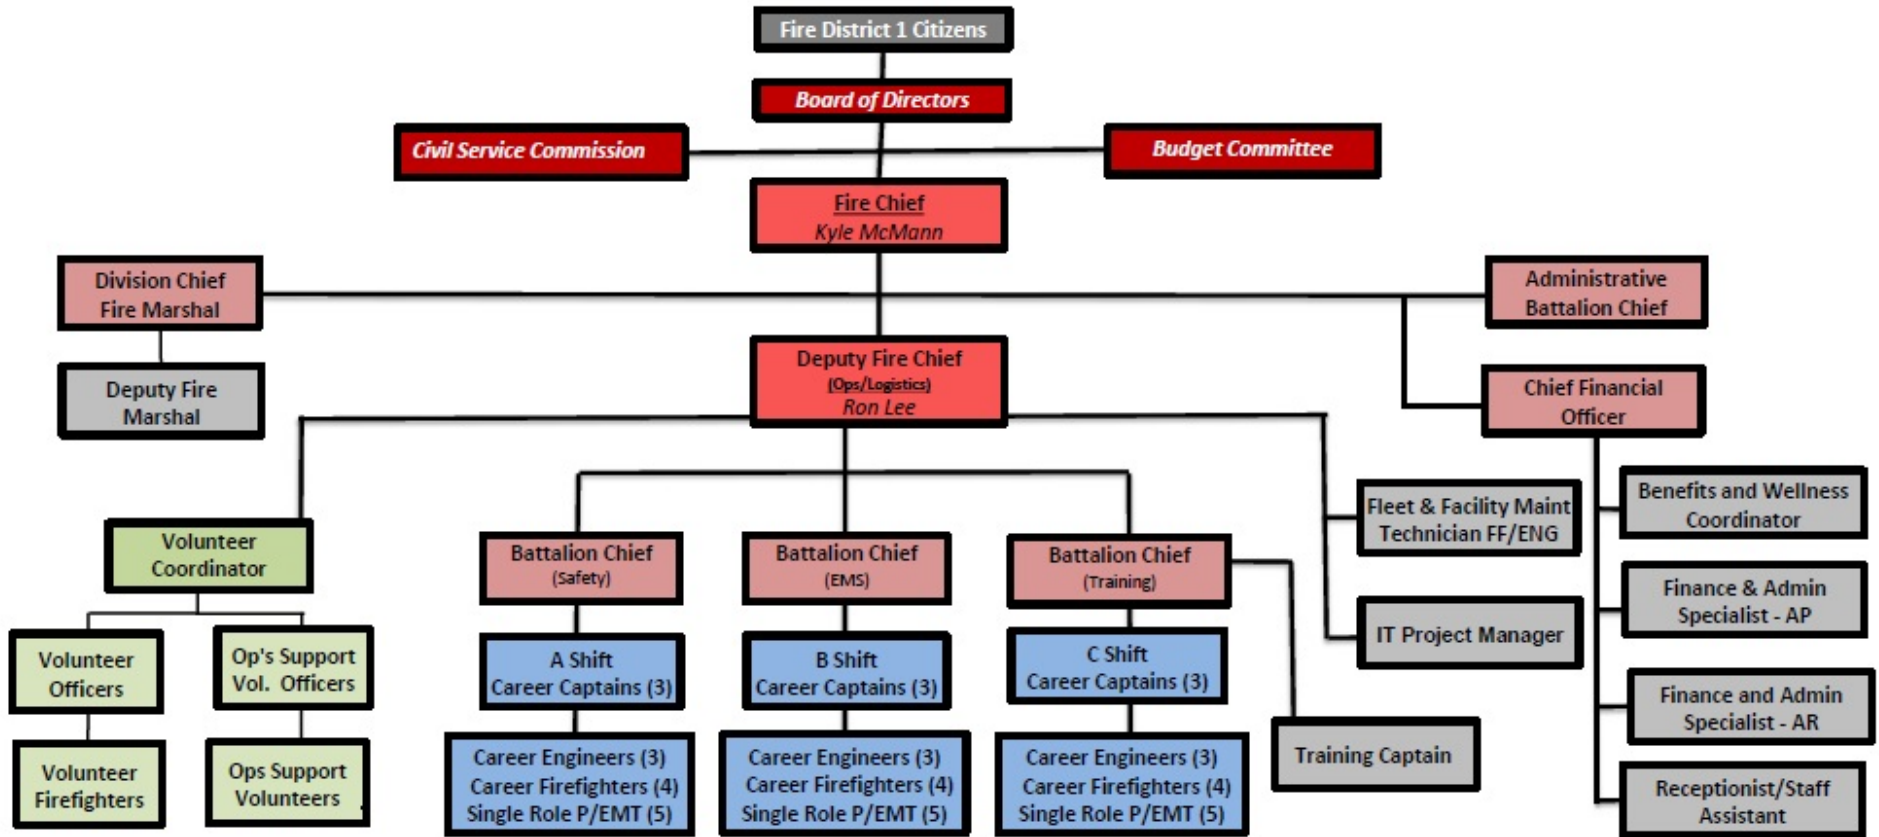 Fire District 1 Citizens
Board of Directors
Civil Service Commission
Budget Committee
Fire Chief
Kyle McMann
Division Chief
Fire Marshal
Administrative
Battalion Chief
Deputy Fire
Marshal
Deputy Fire Chief
(Ops/Logistics)
Ron Lee
Chief Financial
Officer
Volunteer
Coordinator
Battalion Chief
(Safety)
Battalion Chief
(EMS)
Battalion Chief
(Training)
Fleet & Facility Maint
Technician FF/ENG
IT Project Manager
Benefits and Wellness
Coordinator
Finance & Admin
Specialist - AP
Finance and Admin
Specialist - AR
Receptionist/Staff
Assistant
Volunteer
Officers
Op's Support
Vol. Officers
A Shift
Career Captains (3)
B Shift
Career Captains (3)
C Shift
Career Captains (3)
Training Captain
Volunteer
Firefighters
Ops Support
Volunteers
Career Engineers (3)
Career Firefighters (4)
Single Role P/EMT (5)
Career Engineers (3)
Career Firefighters (4)
Single Role P/EMT (5)
Career Engineers (3)
Career Firefighters (4)
Single Role P/EMT (5)